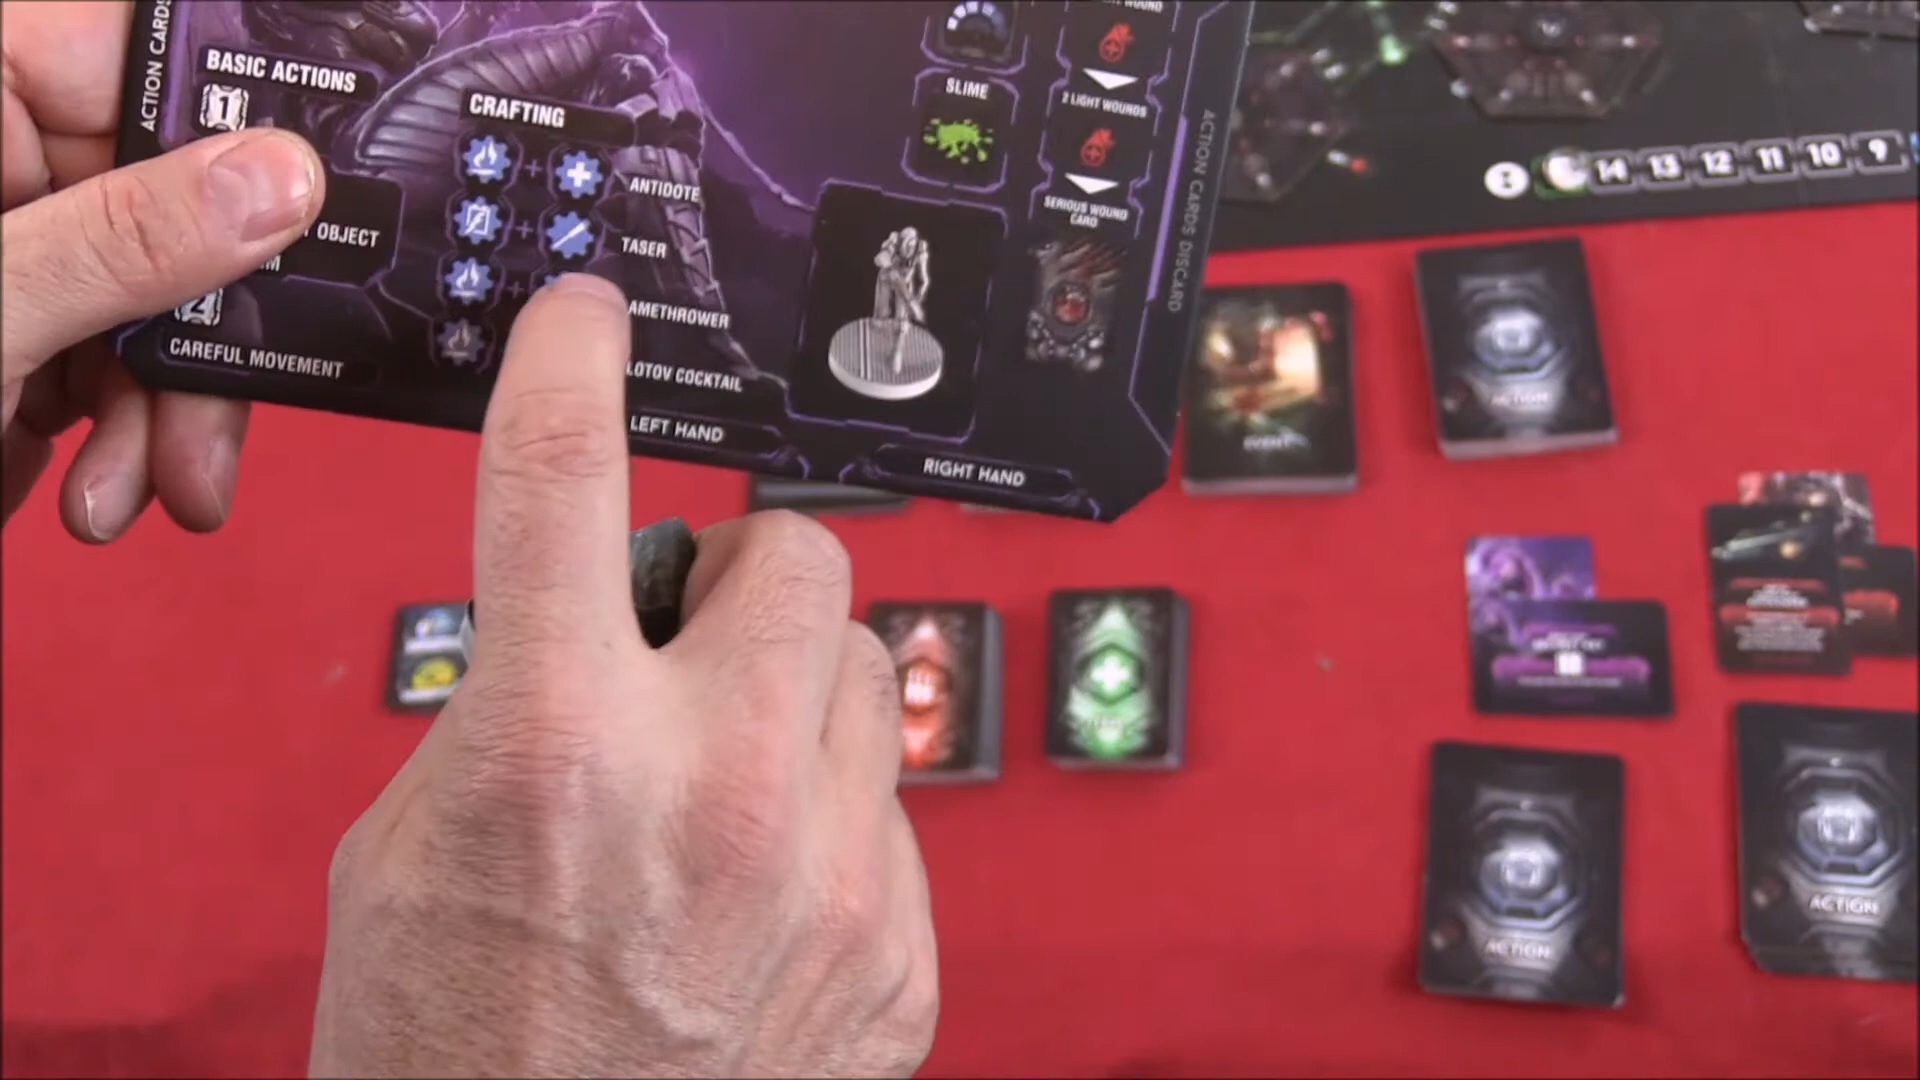 ACTION CARDS
BASIC ACTIONS
1
OBJECT
2
CAREFUL MOVEMENT
CRAFTING
+ ANTIDOTE
+ TASER
+ AMETHROWER
LOTOV COCKTAIL
LEFT HAND
RIGHT HAND
SLIME
2 LIGHT WOUNDS
SERIOUS WOUND
CARD
ACTION CARDS DISCARD
14 13 12 11 10 9
EVENT
ACTION
ACTION
ACTION